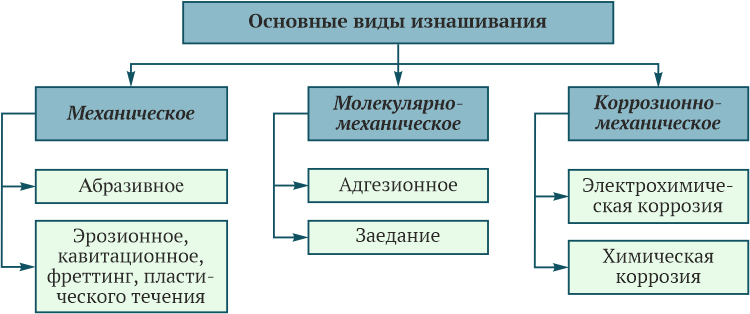 Основные виды изнашивания
Механическое
Абразивное
Эрозионное,
кавитационное,
фреттинг, пласти-
ческого течения
Молекулярно-
механическое
Адгезионное
Заедание
Коррозионно-
механическое
Электрохимиче-
ская коррозия
Химическая
коррозия